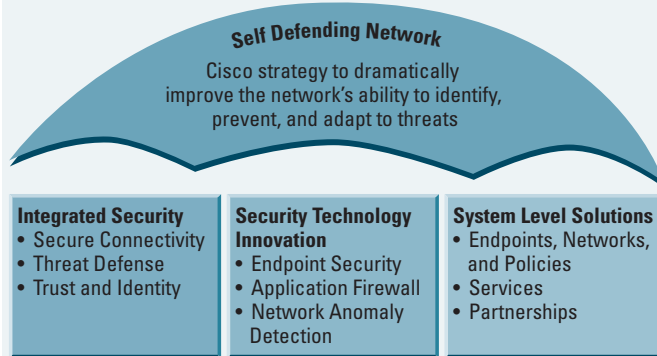 Self Defending Network
Cisco strategy to dramatically
improve the network's ability to identify,
prevent, and adapt to threats
Integrated Security
• Secure Connectivity
• Threat Defense
• Trust and Identity
Security Technology
Innovation
• Endpoint Security
• Application Firewall
• Network Anomaly
Detection
System Level Solutions
• Endpoints, Networks,
and Policies
• Services
• Partnerships